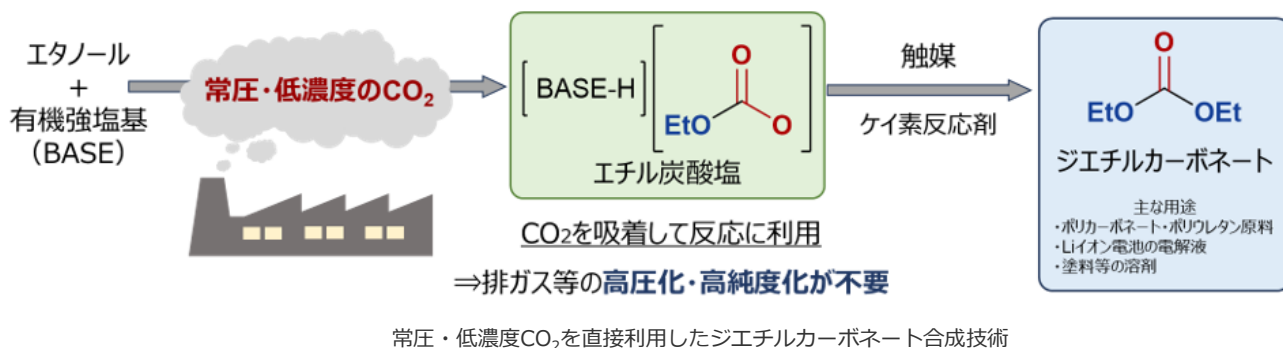 エタノール
+
有機強塩基
（BASE）
常圧・低濃度のCO₂
[BASE-H]
O
EtO
O
エチル炭酸塩
CO₂を吸着して反応に利用
⇒排ガス等の高圧化・高純度化が不要
触媒
ケイ素反応剤
O
EtO
OEt
ジエチルカーボネート
主な用途
・ポリカーボネート・ポリウレタン原料
・Liイオン電池の電解液
・塗料等の溶剤
常圧・低濃度CO₂を直接利用したジエチルカーボネート合成技術